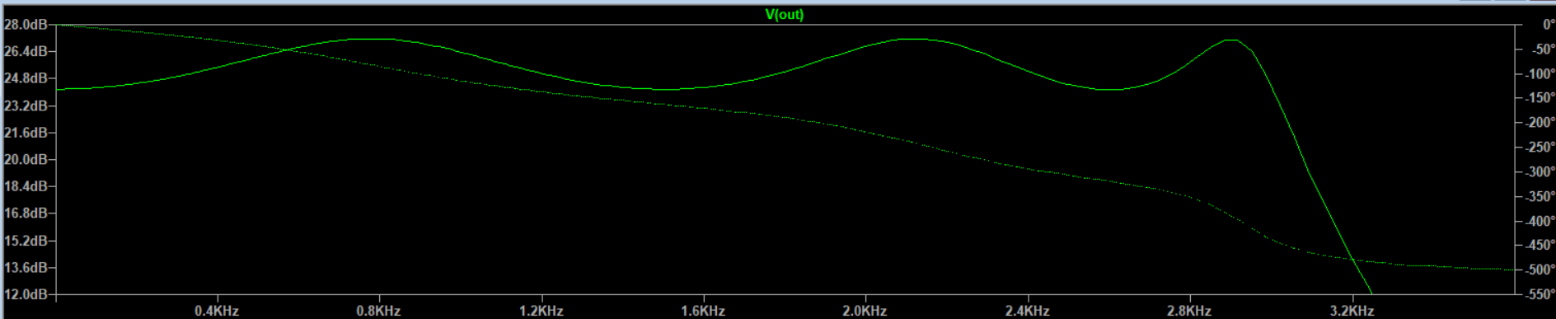 V(out)
28.0dB
26.4dB
24.8dB
23.2dB
21.6dB
20.0dB
18.4dB
16.8dB
15.2dB
13.6dB
12.0dB
0°
-50°
-100°
-150°
-200°
-250°
-300°
-350°
-400°
-450°
-500°
-550°
0.4KHz 0.8KHz 1.2KHz 1.6KHz 2.0KHz 2.4KHz 2.8KHz 3.2KHz